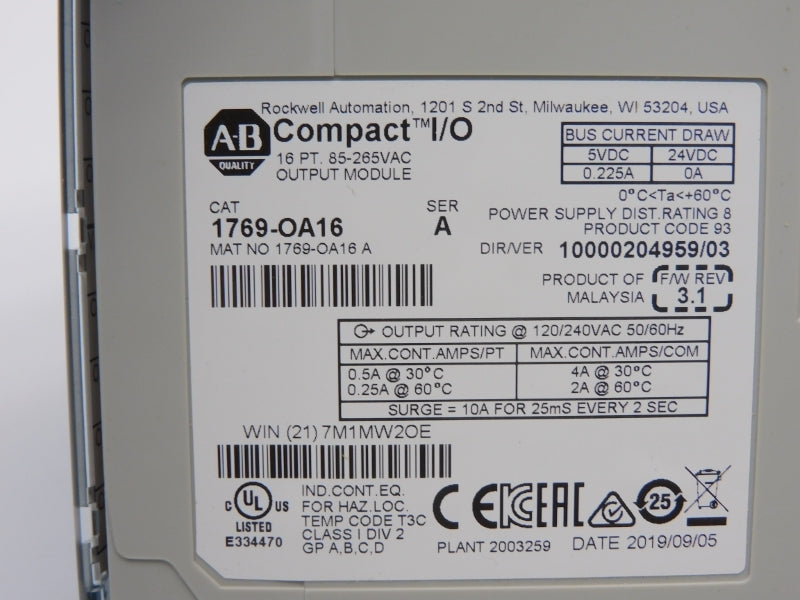 Rockwell Automation, 1201 S 2nd St, Milwaukee, WI 53204, USA
A-B
QUALITY
Compact™I/O
16 PT. 85-265VAC
OUTPUT MODULE
BUS CURRENT DRAW
5VDC 24VDC
0.225A 0A
0°C<Ta<+60°C
CAT
1769-OA16
SER
A
MAT NO 1769-OA16 A
POWER SUPPLY DIST.RATING 8
PRODUCT CODE 93
DIR/VER 10000204959/03
PRODUCT OF
MALAYSIA
F/W REV
3.1
OUTPUT RATING @ 120/240VAC 50/60Hz
MAX.CONT.AMPS/PT MAX.CONT.AMPS/COM
0.5A @ 30°C 4A @ 30°C
0.25A @ 60°C 2A @ 60°C
SURGE = 10A FOR 25mS EVERY 2 SEC
WIN (21) 7M1MW2OE
C UL US
LISTED
E334470
IND.CONT.EQ.
FOR HAZ.LOC.
TEMP CODE T3C
CLASS I DIV 2
GP A,B,C,D
CE KC EAC 25
PLANT 2003259
DATE 2019/09/05